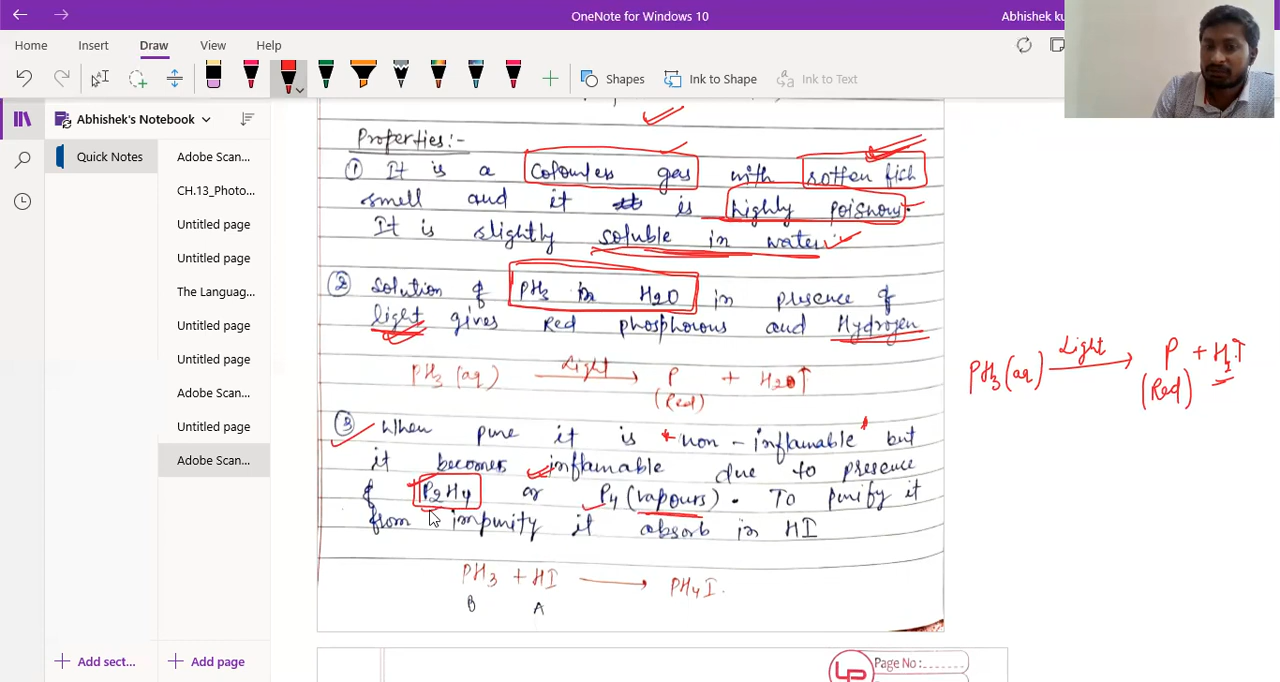 OneNote for Windows 10
Abhishek ku
Home Insert Draw View Help
Shapes Ink to Shape Ink to Text
Abhishek's Notebook
Quick Notes
Adobe Scan...
CH.13_Photo...
Untitled page
Untitled page
The Languag...
Untitled page
Untitled page
Adobe Scan...
Untitled page
Adobe Scan...
Add sect...
Add page
Properties:-
① It is a Colourless gas with rotten fich
smell and it is highly poisnous.
It is slightly soluble in water
② Solution of PH3 in H2O in presence of
light gives Red phosphorous and Hydrogen
PH3 (aq) Light → P + H2↑
(Red)
③ When pure it is "non-inflamable" but
it becomes inflamable due to presence
of P2H4 or P4 (vapours). To purify it
from impurity it absorb in HI
PH3 + HI → PH4I.
B A
PH3(aq) Light → P + H2↑
(Red)
LP Page No: